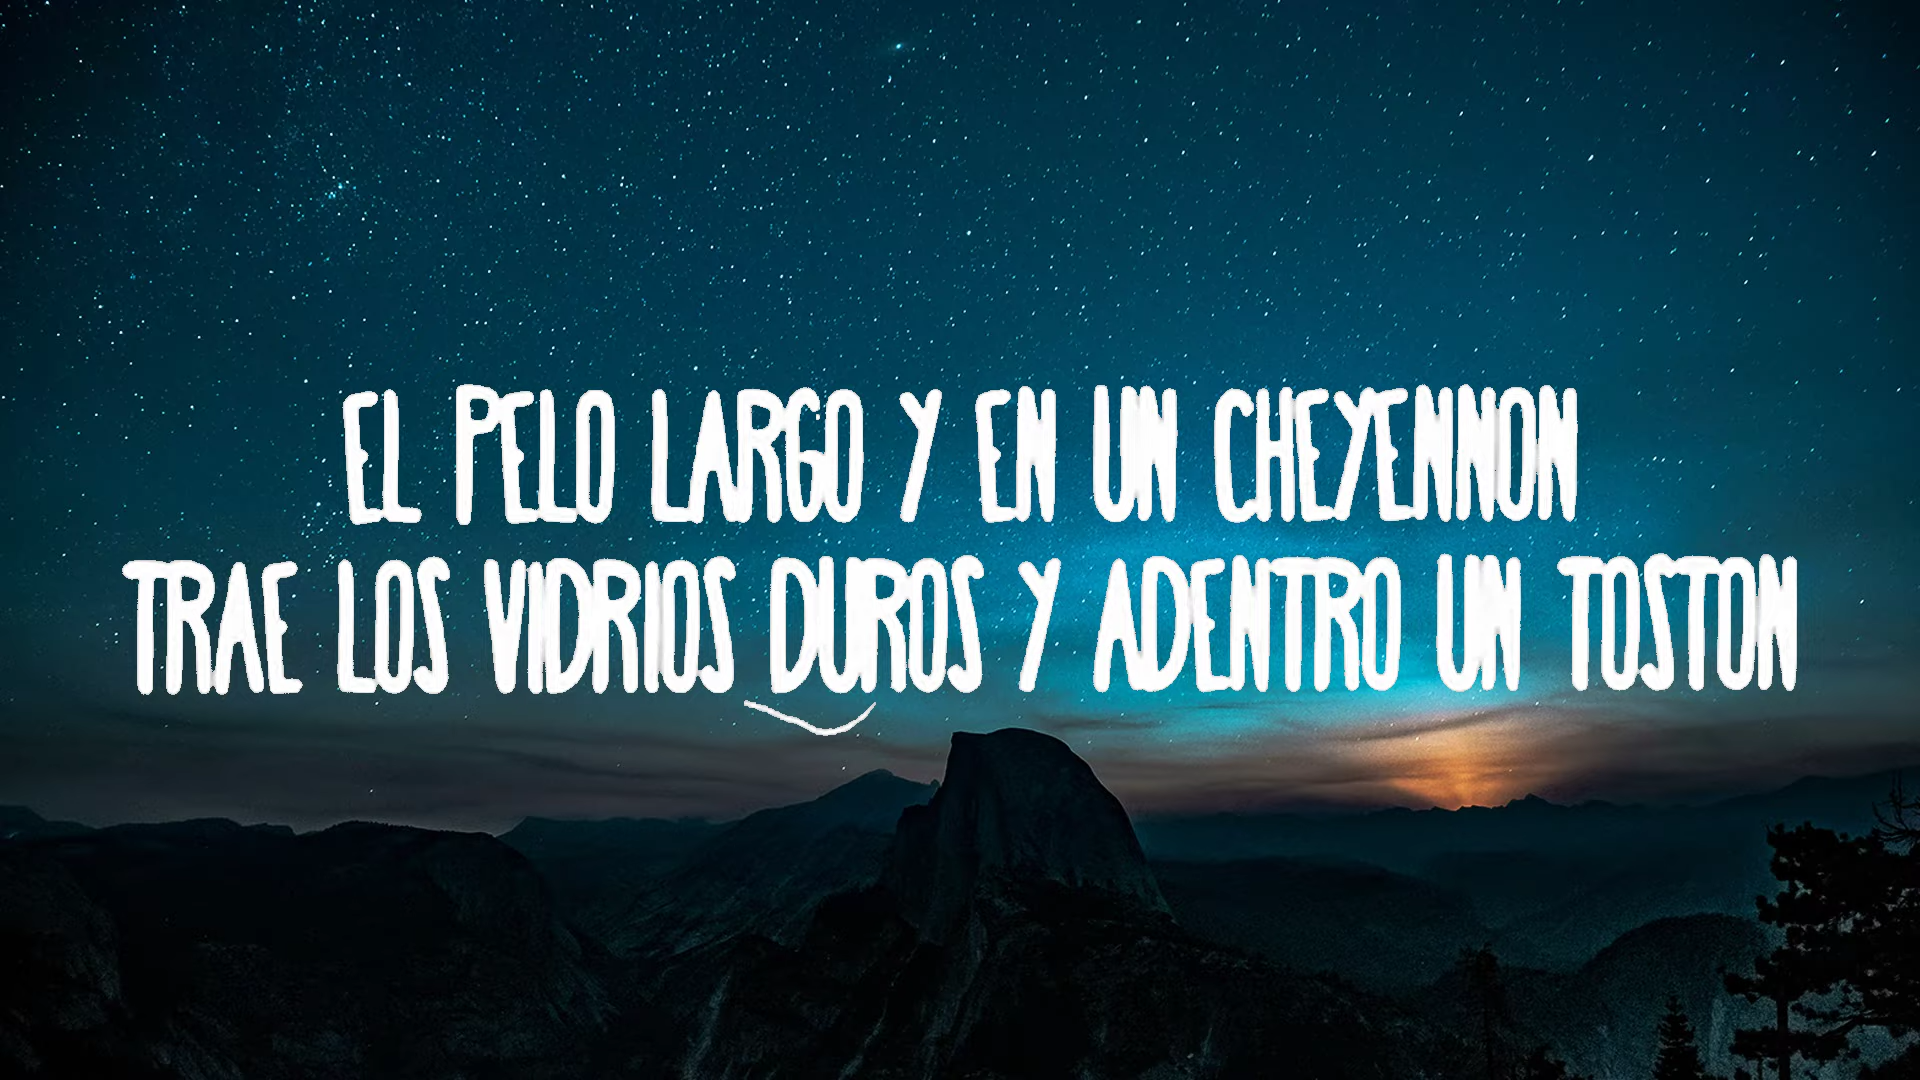 EL PELO LARGO Y EN UN CHEYENNON
TRAE LOS VIDRIOS DUROS Y ADENTRO UN TOSTON